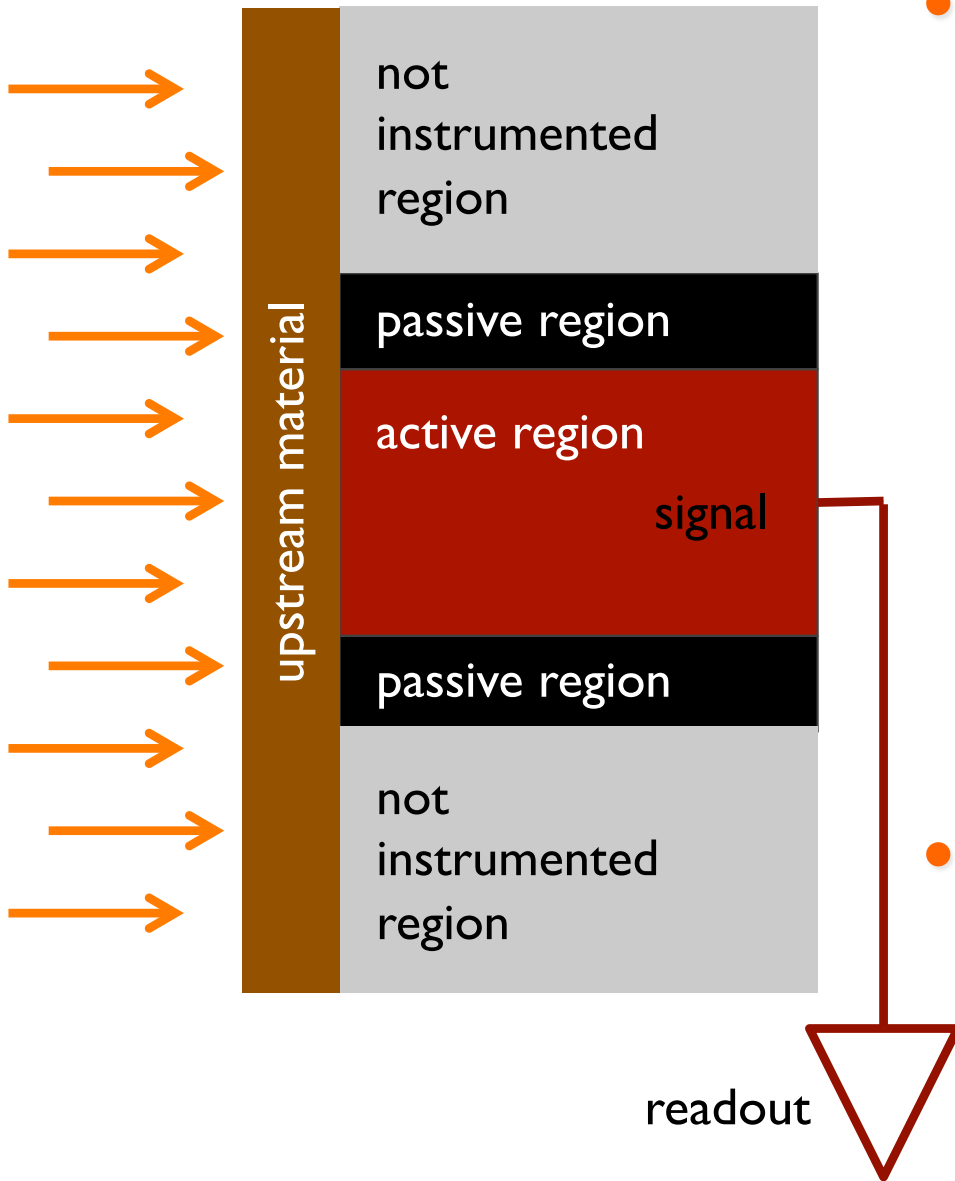 not
instrumented
region
passive region
upstream material
active region
signal
passive region
not
instrumented
region
readout